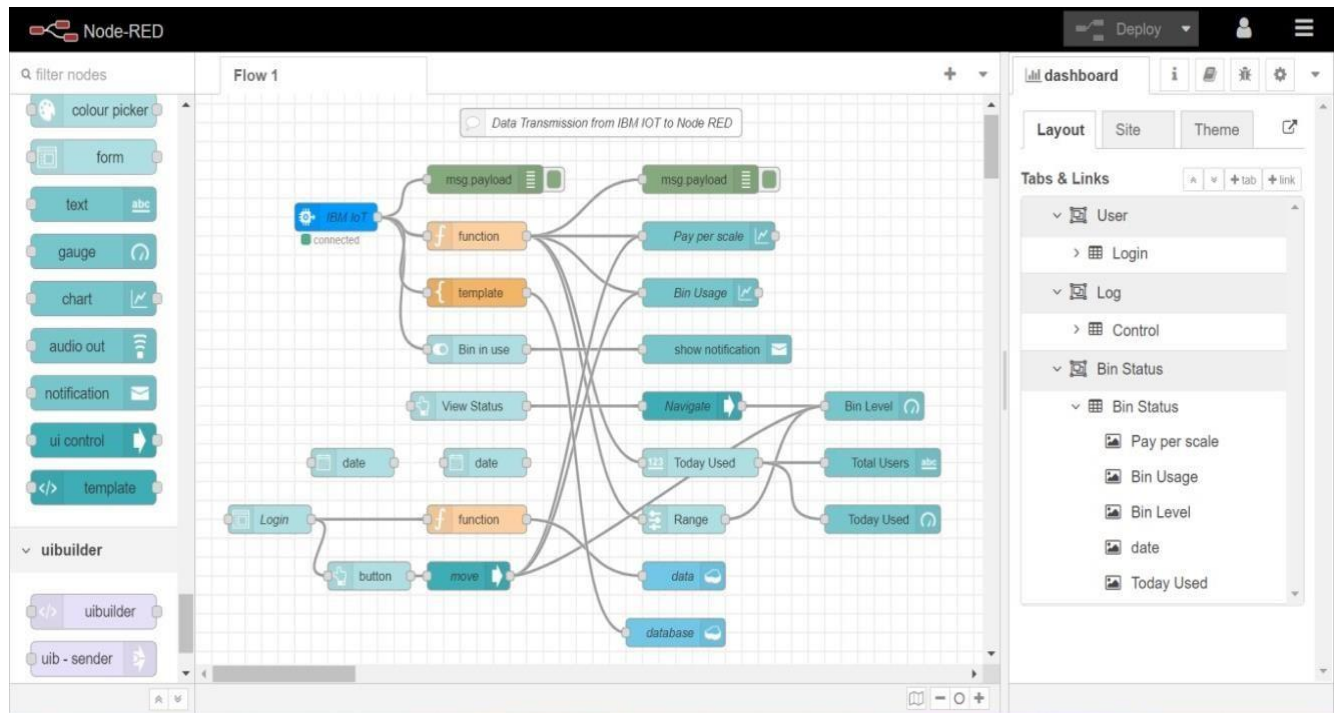 Node-RED
Deploy
filter nodes
colour picker
form
text
abc
gauge
chart
audio out
notification
ui control
</> template
uibuilder
</> uibuilder
uib - sender
Flow 1
Data Transmission from IBM IOT to Node RED
msg.payload
msg.payload
IBM IoT
connected
f function
Pay per scale
{ template
Bin Usage
Bin in use
show notification
View Status
Navigate
Bin Level
date
date
123 Today Used
Total Users abc
Login
f function
Range
Today Used
button
move
data
database
dashboard
i
Layout
Site
Theme
Tabs & Links
+ tab
+ link
User
Login
Log
Control
Bin Status
Bin Status
Pay per scale
Bin Usage
Bin Level
date
Today Used